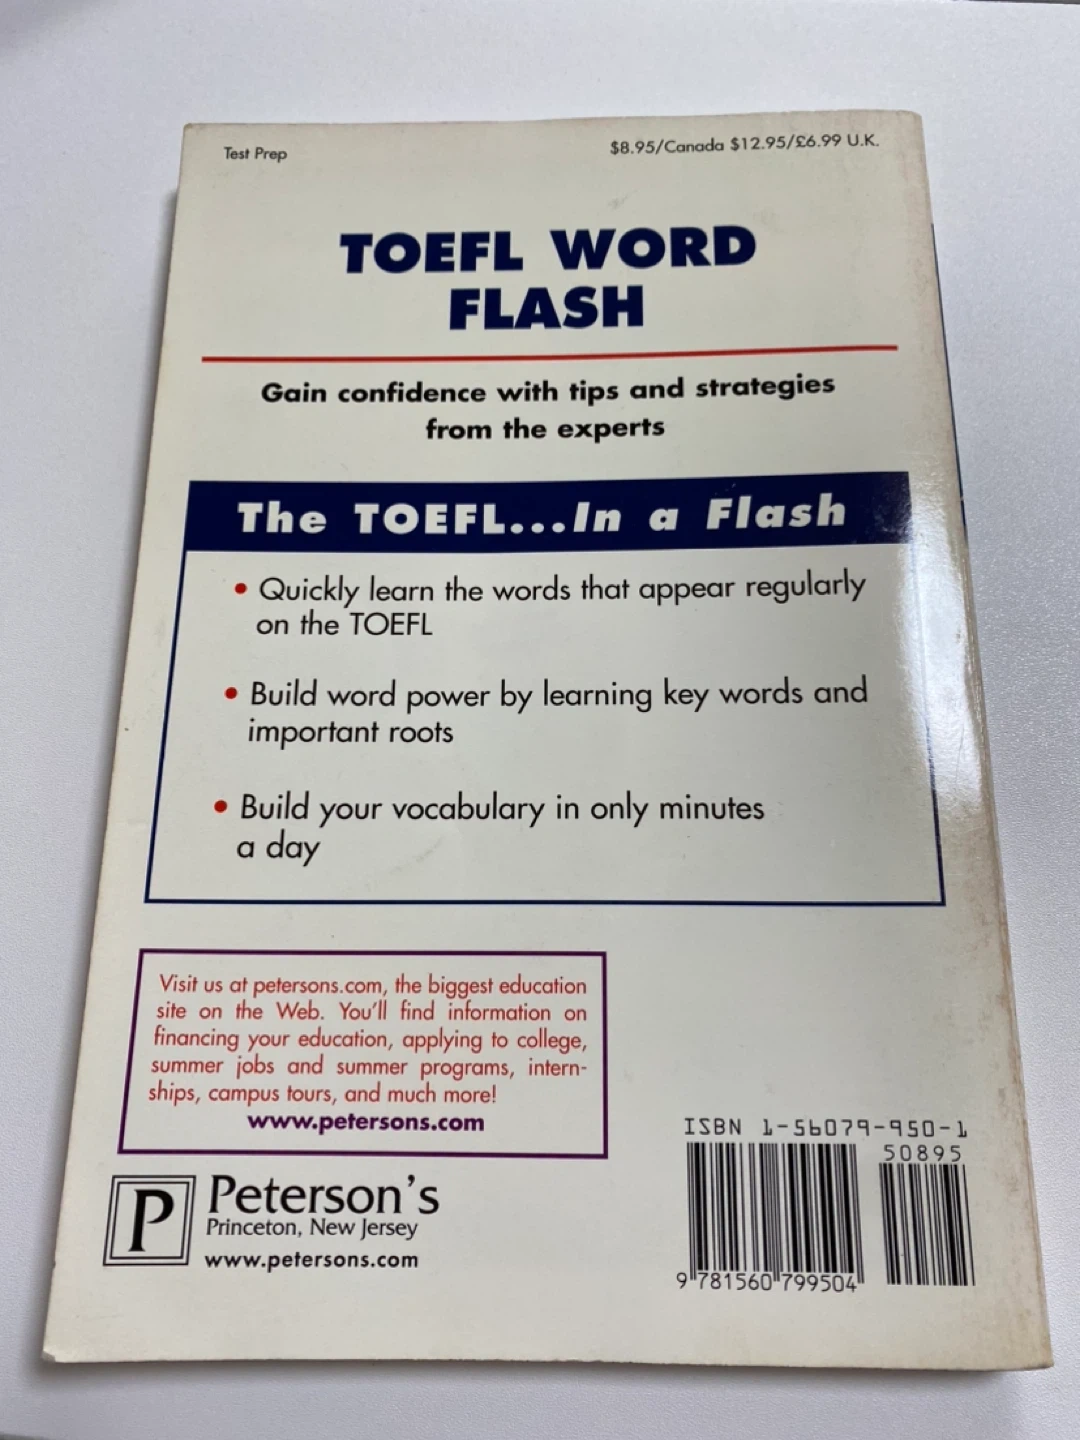 Test Prep
$8.95/Canada $12.95/£6.99 U.K.
TOEFL WORD
FLASH
Gain confidence with tips and strategies
from the experts
The TOEFL...In a Flash
• Quickly learn the words that appear regularly
on the TOEFL
• Build word power by learning key words and
important roots
• Build your vocabulary in only minutes
a day
Visit us at petersons.com, the biggest education
site on the Web. You'll find information on
financing your education, applying to college,
summer jobs and summer programs, intern-
ships, campus tours, and much more!
www.petersons.com
P
Peterson's
Princeton, New Jersey
www.petersons.com
ISBN 1-56079-950-1
50895
9 781560 799504